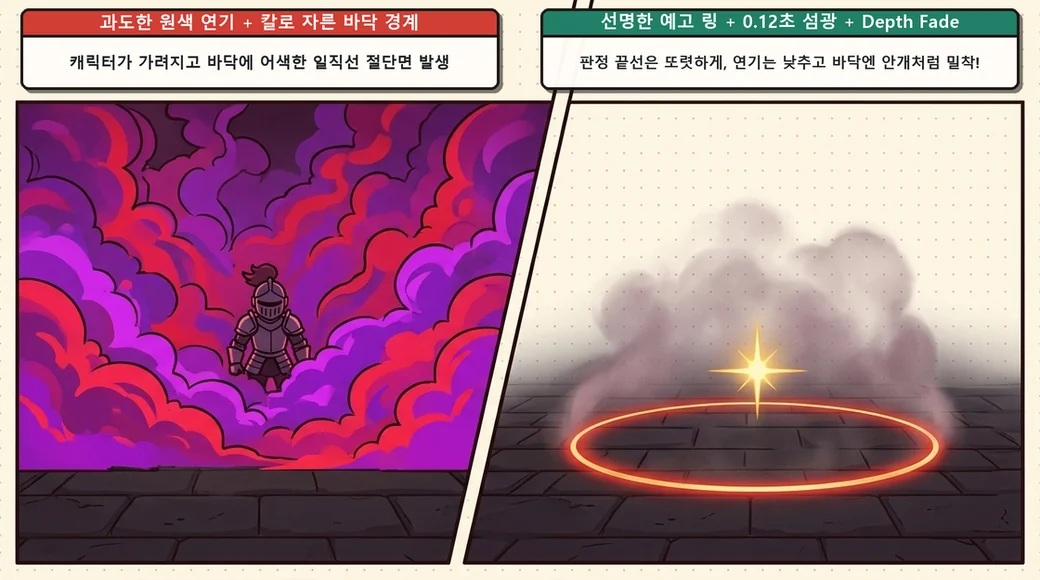 과도한 원색 연기 + 칼로 자른 바닥 경계
캐릭터가 가려지고 바닥에 어색한 일직선 절단면 발생
선명한 예고 링 + 0.12초 섬광 + Depth Fade
판정 끝선은 또렷하게, 연기는 낮추고 바닥엔 안개처럼 밀착!